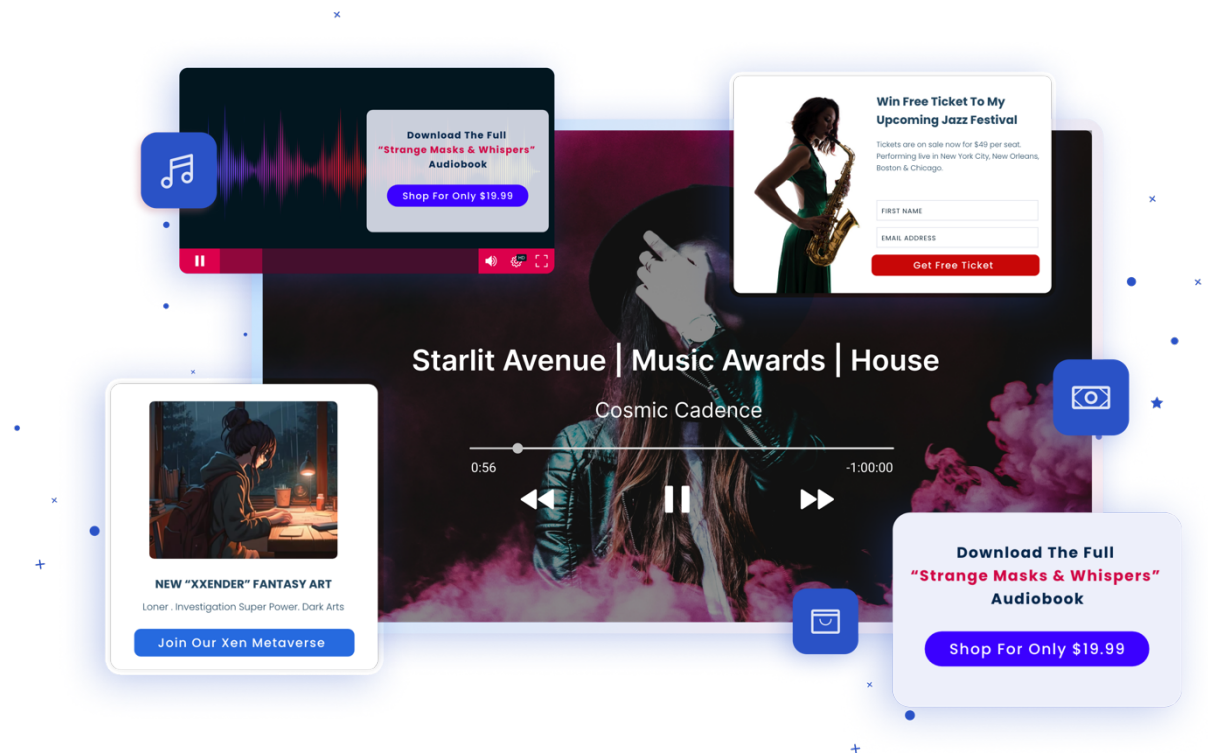 Download The Full
“Strange Masks & Whispers”
Audiobook
Shop For Only $19.99
HD
Win Free Ticket To My
Upcoming Jazz Festival
Tickets are on sale now for $49 per seat.
Performing live in New York City, New Orleans,
Boston & Chicago.
FIRST NAME
EMAIL ADDRESS
Get Free Ticket
Starlit Avenue | Music Awards | House
Cosmic Cadence
0:56
-1:00:00
NEW “XXENDER” FANTASY ART
Loner . Investigation Super Power. Dark Arts
Join Our Xen Metaverse
Download The Full
“Strange Masks & Whispers”
Audiobook
Shop For Only $19.99